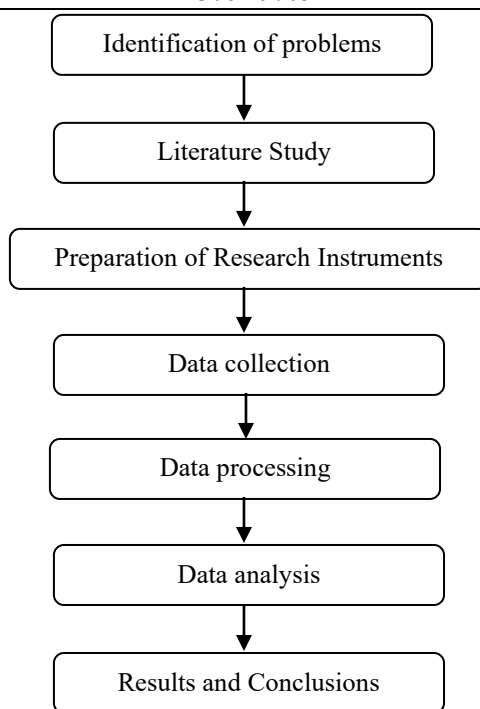 Identification of problems
Literature Study
Preparation of Research Instruments
Data collection
Data processing
Data analysis
Results and Conclusions